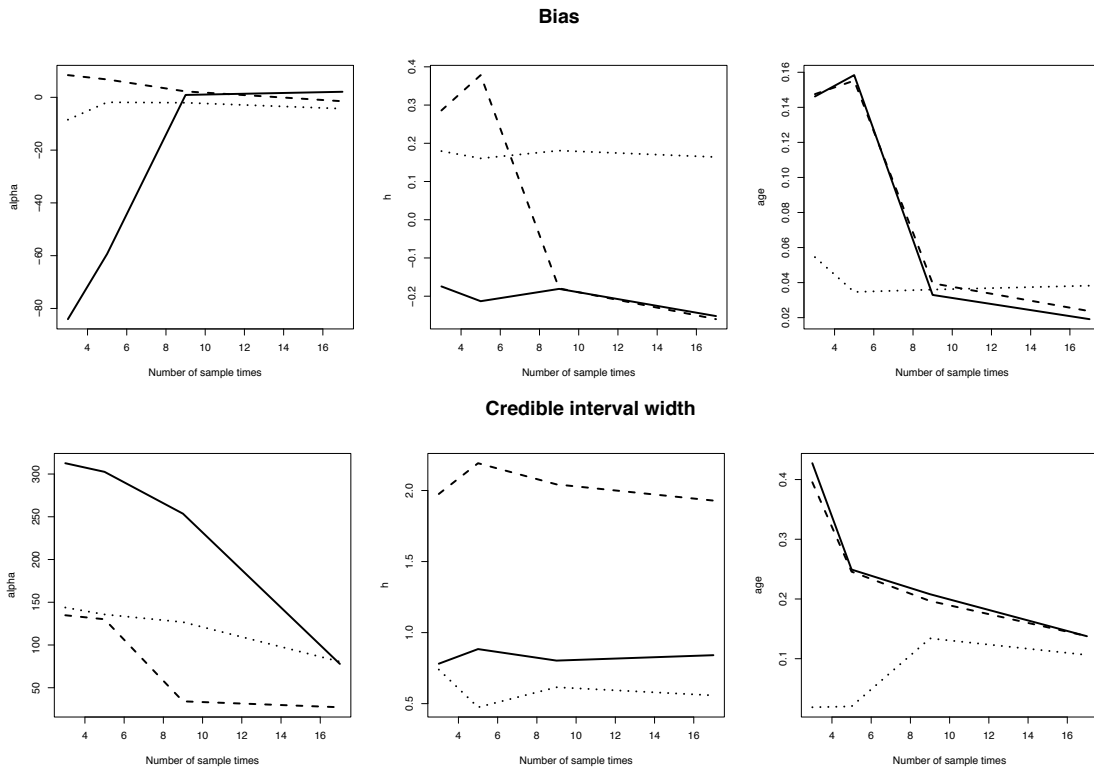 Bias
alpha
0
−20
−40
−60
−80
4 6 8 10 12 14 16
Number of sample times
h
0.4
0.3
0.2
0.1
0.0
−0.1
−0.2
4 6 8 10 12 14 16
Number of sample times
age
0.16
0.14
0.12
0.10
0.08
0.06
0.04
0.02
4 6 8 10 12 14 16
Number of sample times
Credible interval width
alpha
300
250
200
150
100
50
4 6 8 10 12 14 16
Number of sample times
h
2.0
1.5
1.0
0.5
4 6 8 10 12 14 16
Number of sample times
age
0.4
0.3
0.2
0.1
4 6 8 10 12 14 16
Number of sample times